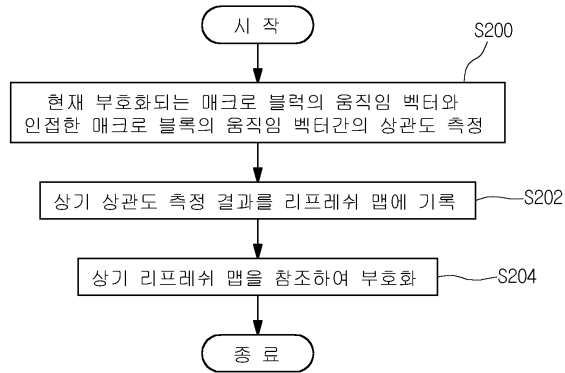 시 작
S200
현재 부호화되는 매크로 블럭의 움직임 벡터와
인접한 매크로 블록의 움직임 벡터간의 상관도 측정
상기 상관도 측정 결과를 리프레쉬 맵에 기록
S202
상기 리프레쉬 맵을 참조하여 부호화
S204
종 료